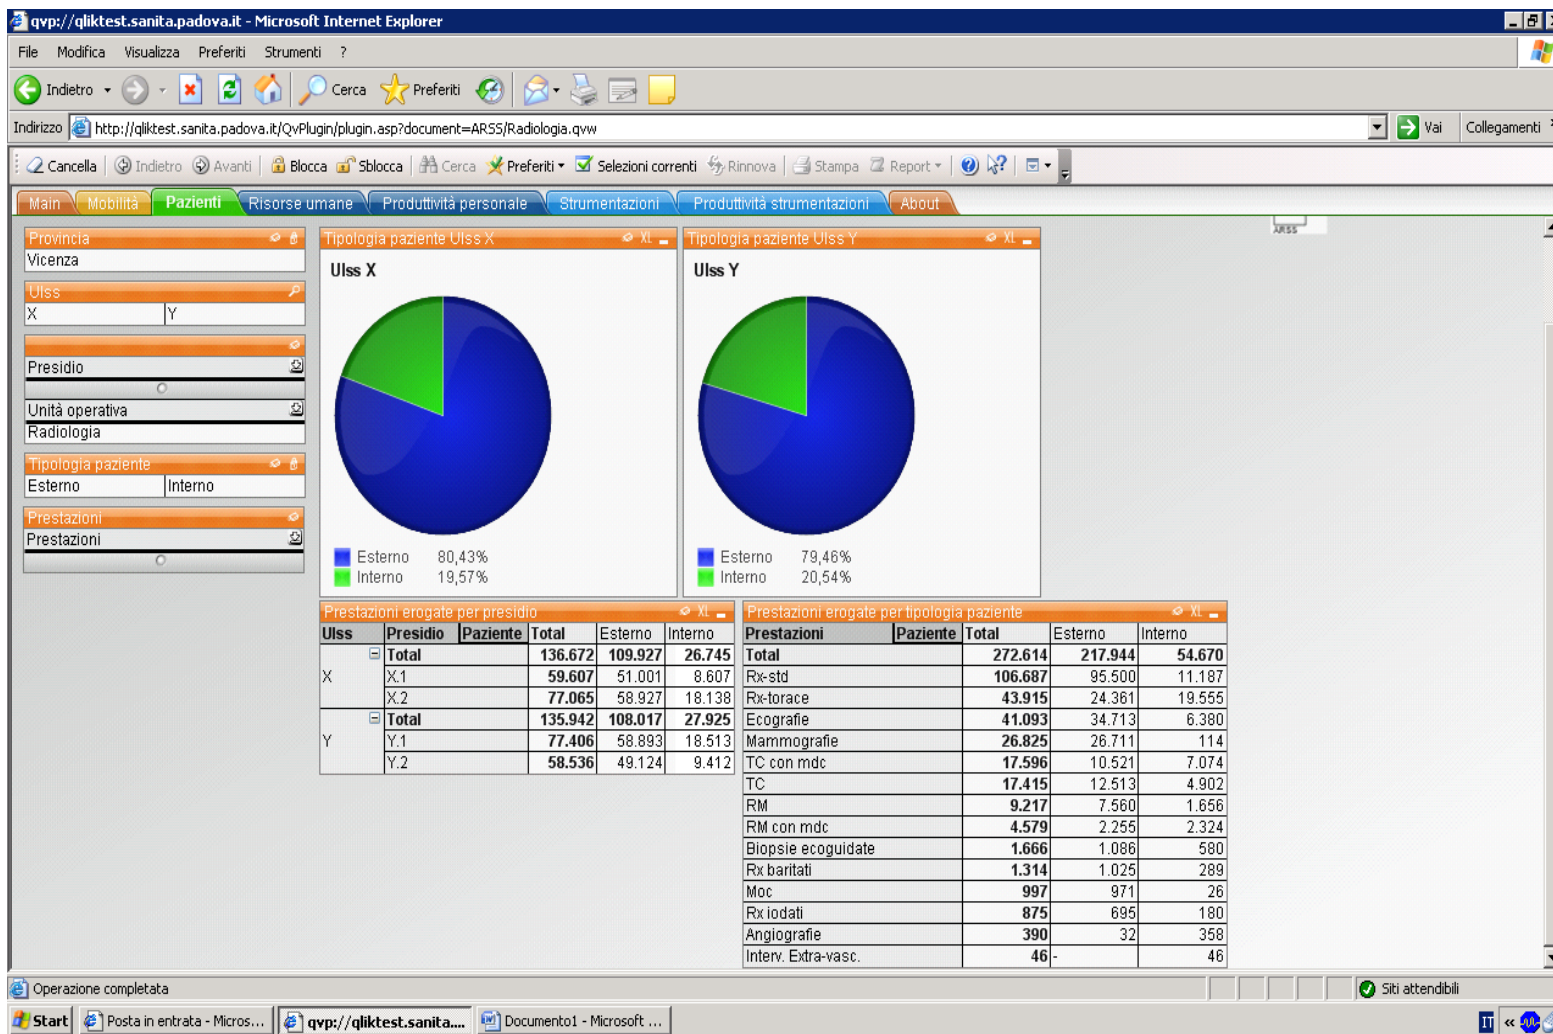 qvp://qliktest.sanita.padova.it - Microsoft Internet Explorer
File Modifica Visualizza Preferiti Strumenti ?
Indietro Cerca Preferiti
Indirizzo http://qliktest.sanita.padova.it/QvPlugin/plugin.asp?document=ARSS/Radiologia.qvw Vai Collegamenti
Cancella Indietro Avanti Blocca Sblocca Cerca Preferiti Selezioni correnti Rinnova Stampa Report
Main Mobilità Pazienti Risorse umane Produttività personale Strumentazioni Produttività strumentazioni About
ARSS
Provincia
Vicenza
Ulss
X Y
Presidio
Unità operativa
Radiologia
Tipologia paziente
Esterno Interno
Prestazioni
Prestazioni
Tipologia paziente Ulss X XL
Ulss X
Esterno 80,43%
Interno 19,57%
Tipologia paziente Ulss Y XL
Ulss Y
Esterno 79,46%
Interno 20,54%
Prestazioni erogate per presidio XL
Ulss Presidio Paziente Total Esterno Interno
Total 136.672 109.927 26.745
X X.1 59.607 51.001 8.607
X.2 77.065 58.927 18.138
Total 135.942 108.017 27.925
Y Y.1 77.406 58.893 18.513
Y.2 58.536 49.124 9.412
Prestazioni erogate per tipologia paziente XL
Prestazioni Paziente Total Esterno Interno
Total 272.614 217.944 54.670
Rx-std 106.687 95.500 11.187
Rx-torace 43.915 24.361 19.555
Ecografie 41.093 34.713 6.380
Mammografie 26.825 26.711 114
TC con mdc 17.596 10.521 7.074
TC 17.415 12.513 4.902
RM 9.217 7.560 1.656
RM con mdc 4.579 2.255 2.324
Biopsie ecoguidate 1.666 1.086 580
Rx baritati 1.314 1.025 289
Moc 997 971 26
Rx iodati 875 695 180
Angiografie 390 32 358
Interv. Extra-vasc. 46 - 46
Operazione completata Siti attendibili
Start Posta in entrata - Micros... qvp://qliktest.sanita.... Documento1 - Microsoft ... IT «